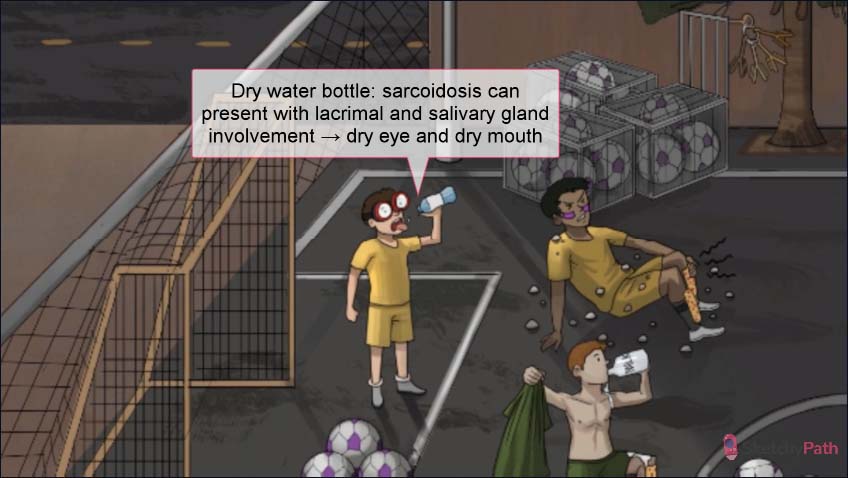 Dry water bottle: sarcoidosis can
present with lacrimal and salivary gland
involvement → dry eye and dry mouth
SketchyPath